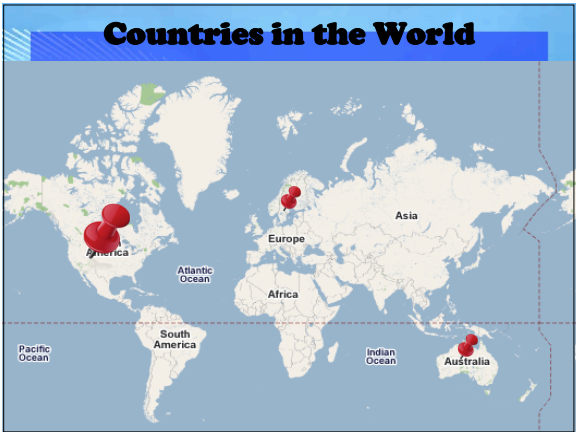 Countries in the World
Asia
Europe
America
Atlantic
Ocean
Africa
South
America
Pacific
Ocean
Indian
Ocean
Australia